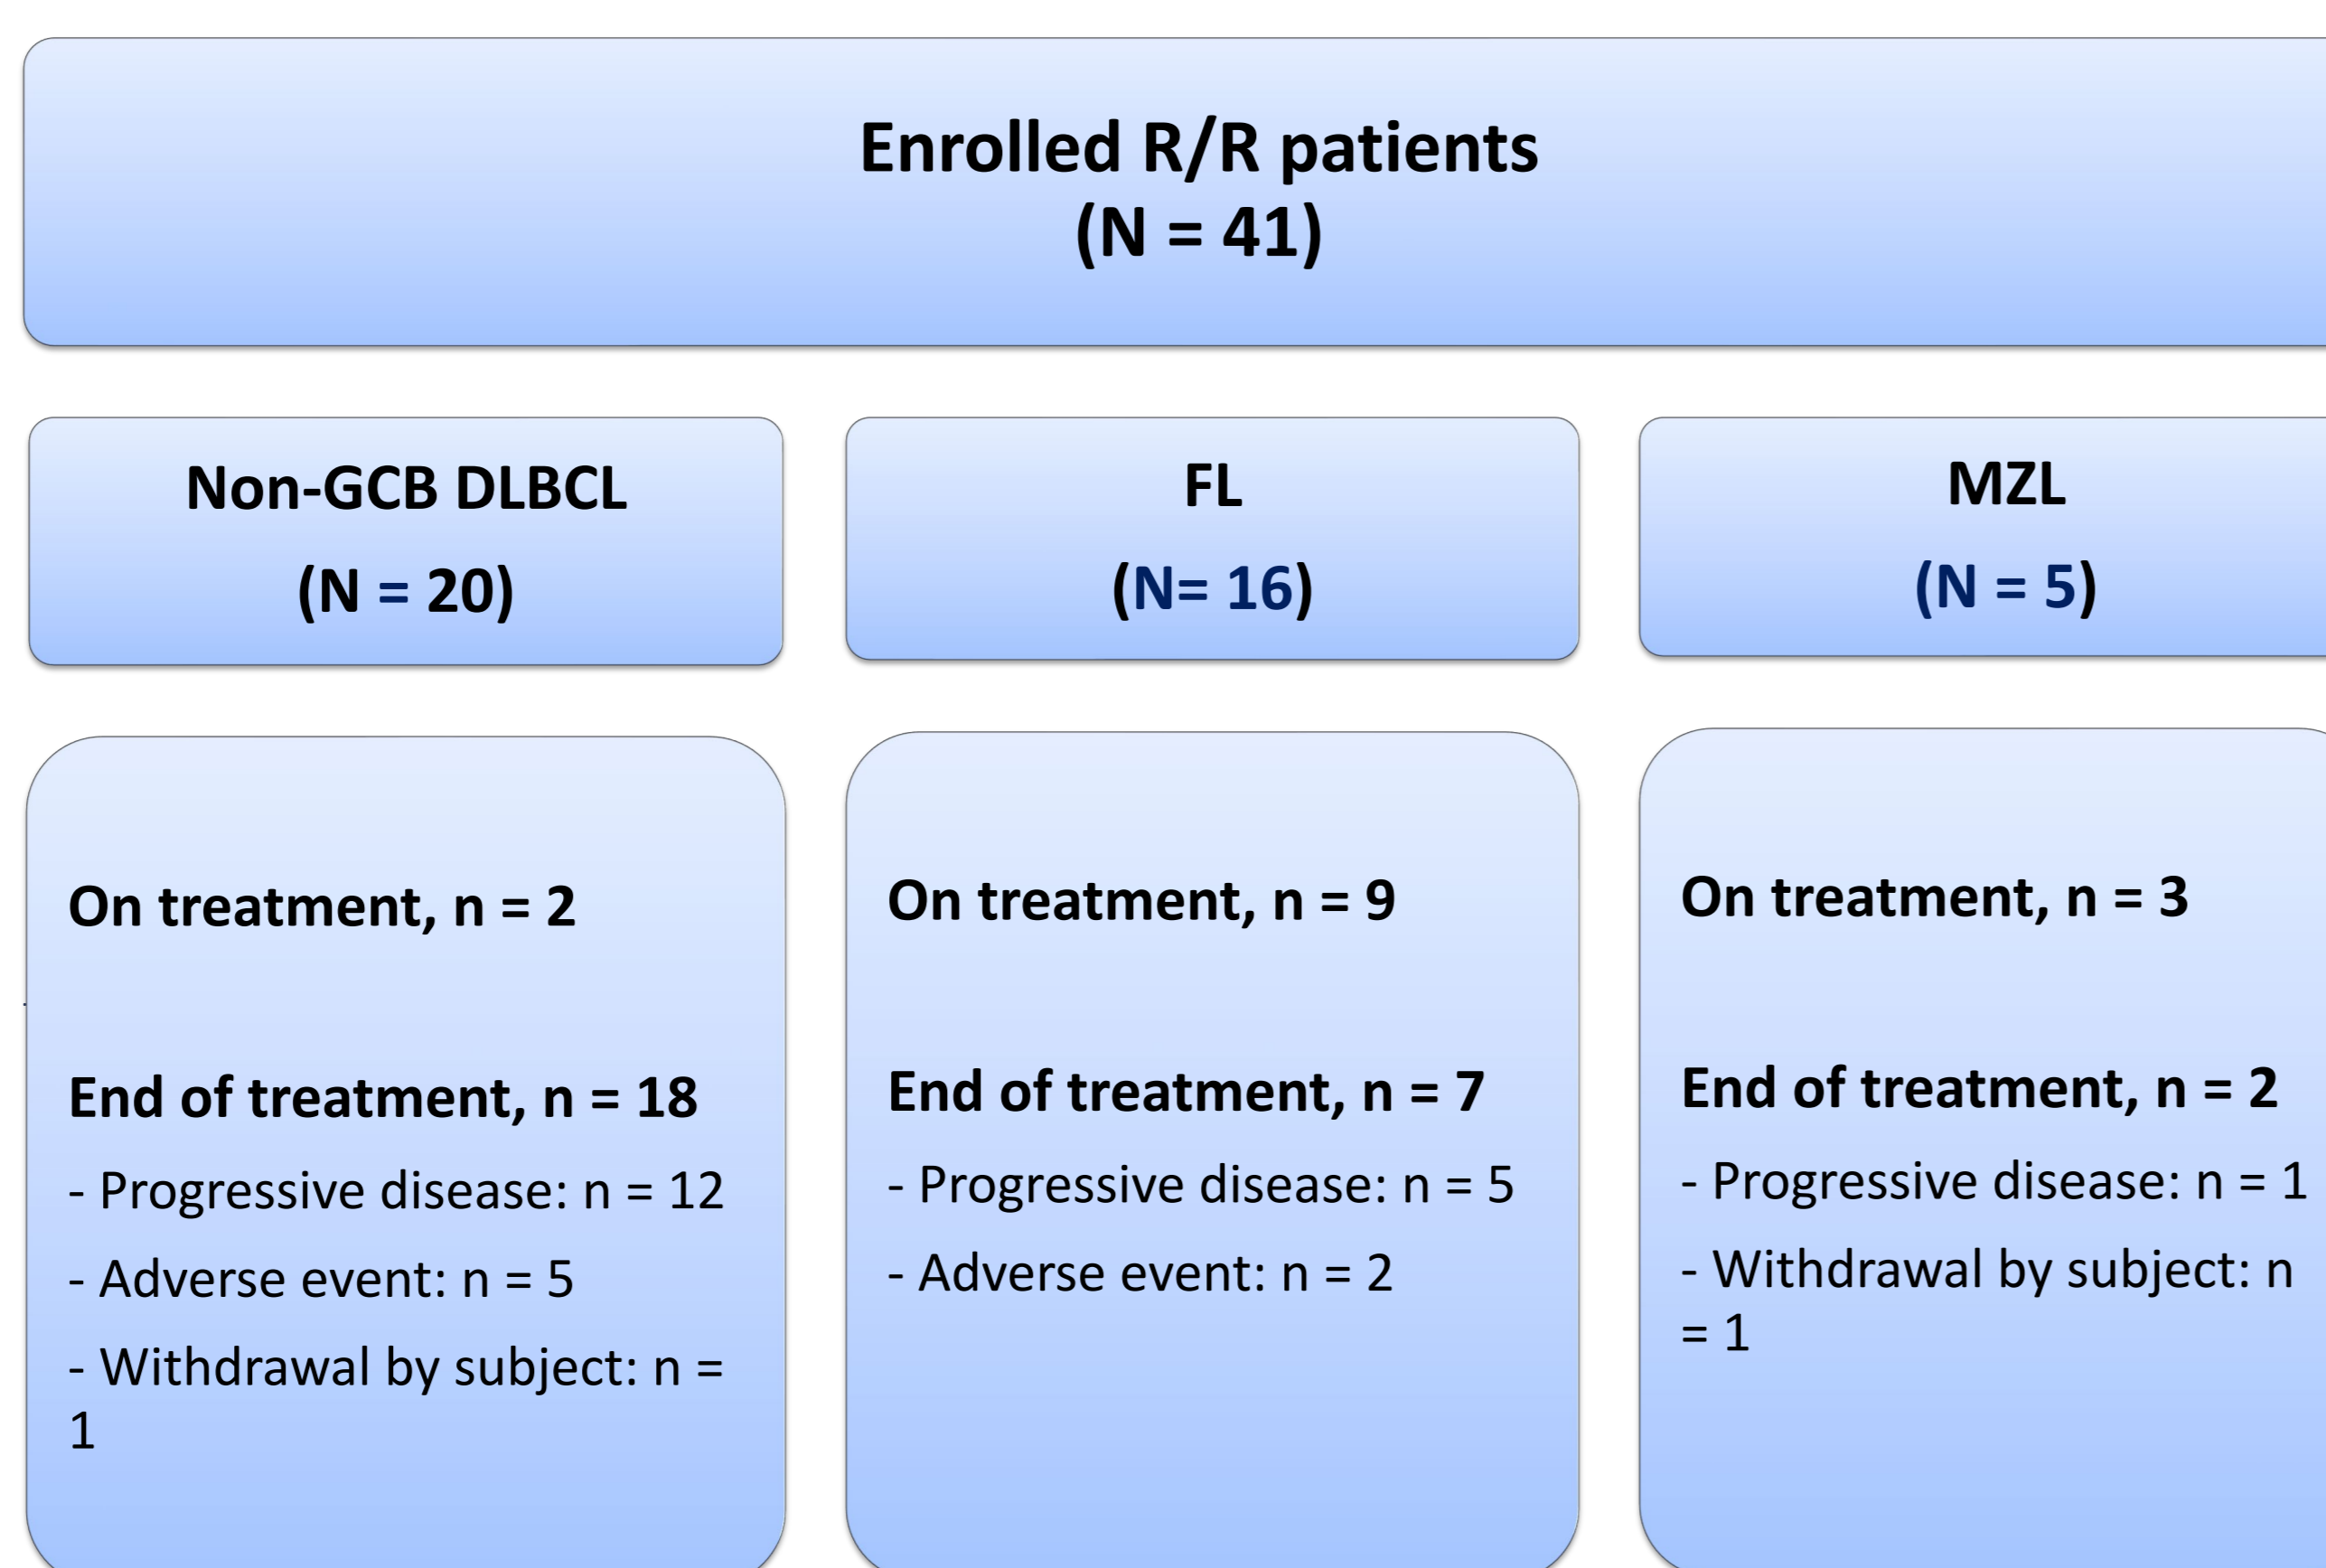 Enrolled R/R patients
(N = 41)
Non-GCB DLBCL
(N = 20)
FL
(N= 16)
MZL
(N = 5)
On treatment, n = 2
End of treatment, n = 18
- Progressive disease: n = 12
- Adverse event: n = 5
- Withdrawal by subject: n =
1
On treatment, n = 9
End of treatment, n = 7
- Progressive disease: n = 5
- Adverse event: n = 2
On treatment, n = 3
End of treatment, n = 2
- Progressive disease: n = 1
- Withdrawal by subject: n
= 1